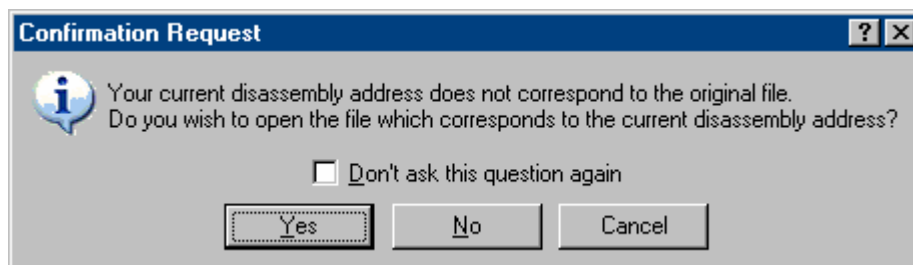 Confirmation Request
Your current disassembly address does not correspond to the original file.
Do you wish to open the file which corresponds to the current disassembly address?
Don't ask this question again
Yes No Cancel